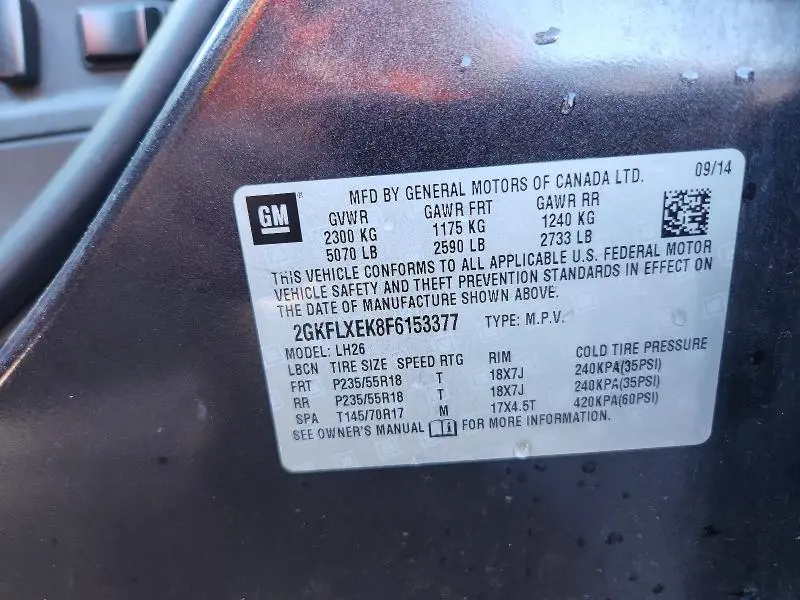 GM
MFD BY GENERAL MOTORS OF CANADA LTD. 09/14
GVWR GAWR FRT GAWR RR
2300 KG 1175 KG 1240 KG
5070 LB 2590 LB 2733 LB
THIS VEHICLE CONFORMS TO ALL APPLICABLE U.S. FEDERAL MOTOR
VEHICLE SAFETY AND THEFT PREVENTION STANDARDS IN EFFECT ON
THE DATE OF MANUFACTURE SHOWN ABOVE.
2GKFLXEK8F6153377 TYPE: M.P.V.
MODEL: LH26
LBCN TIRE SIZE SPEED RTG RIM COLD TIRE PRESSURE
FRT P235/55R18 T 18X7J 240KPA(35PSI)
RR P235/55R18 T 18X7J 240KPA(35PSI)
SPA T145/70R17 M 17X4.5T 420KPA(60PSI)
SEE OWNER'S MANUAL FOR MORE INFORMATION.